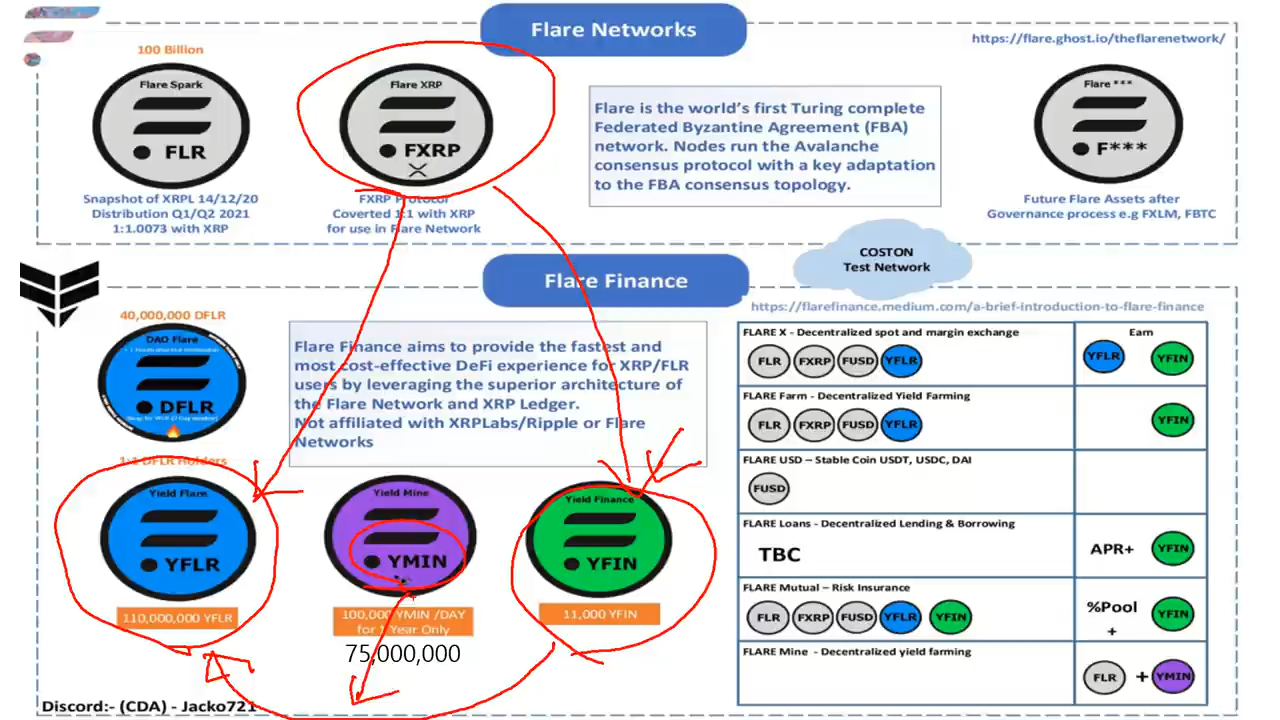 Flare Networks
https://flare.ghost.io/theflarenetwork/
100 Billion
Flare Spark
FLR
Snapshot of XRPL 14/12/20
Distribution Q1/Q2 2021
1:1.0073 with XRP
Flare XRP
FXRP
FXRP Protocol
Coverted 1:1 with XRP
for use in Flare Network
Flare is the world's first Turing complete
Federated Byzantine Agreement (FBA)
network. Nodes run the Avalanche
consensus protocol with a key adaptation
to the FBA consensus topology.
Flare ***
F***
Future Flare Assets after
Governance process e.g FXLM, FBTC
COSTON
Test Network
Flare Finance
https://flarefinance.medium.com/a-brief-introduction-to-flare-finance
40,000,000 DFLR
DAO Flare
DFLR
1:1 DFLR Holders
Flare Finance aims to provide the fastest and
most cost-effective DeFi experience for XRP/FLR
users by leveraging the superior architecture of
the Flare Network and XRP Ledger.
Not affiliated with XRPLabs/Ripple or Flare
Networks
Yield Flare
YFLR
110,000,000 YFLR
Yield Mine
YMIN
100,000 YMIN /DAY
for 1 Year Only
75,000,000
Yield Finance
YFIN
11,000 YFIN
FLARE X - Decentralized spot and margin exchange
Earn
FLR FXRP FUSD YFLR
YFLR YFIN
FLARE Farm - Decentralized Yield Farming
FLR FXRP FUSD YFLR
YFIN
FLARE USD – Stable Coin USDT, USDC, DAI
FUSD
FLARE Loans - Decentralized Lending & Borrowing
TBC
APR+ YFIN
FLARE Mutual – Risk Insurance
FLR FXRP FUSD YFLR YFIN
%Pool
+
YFIN
FLARE Mine - Decentralized yield farming
FLR + YMIN
Discord:- (CDA) - Jacko721